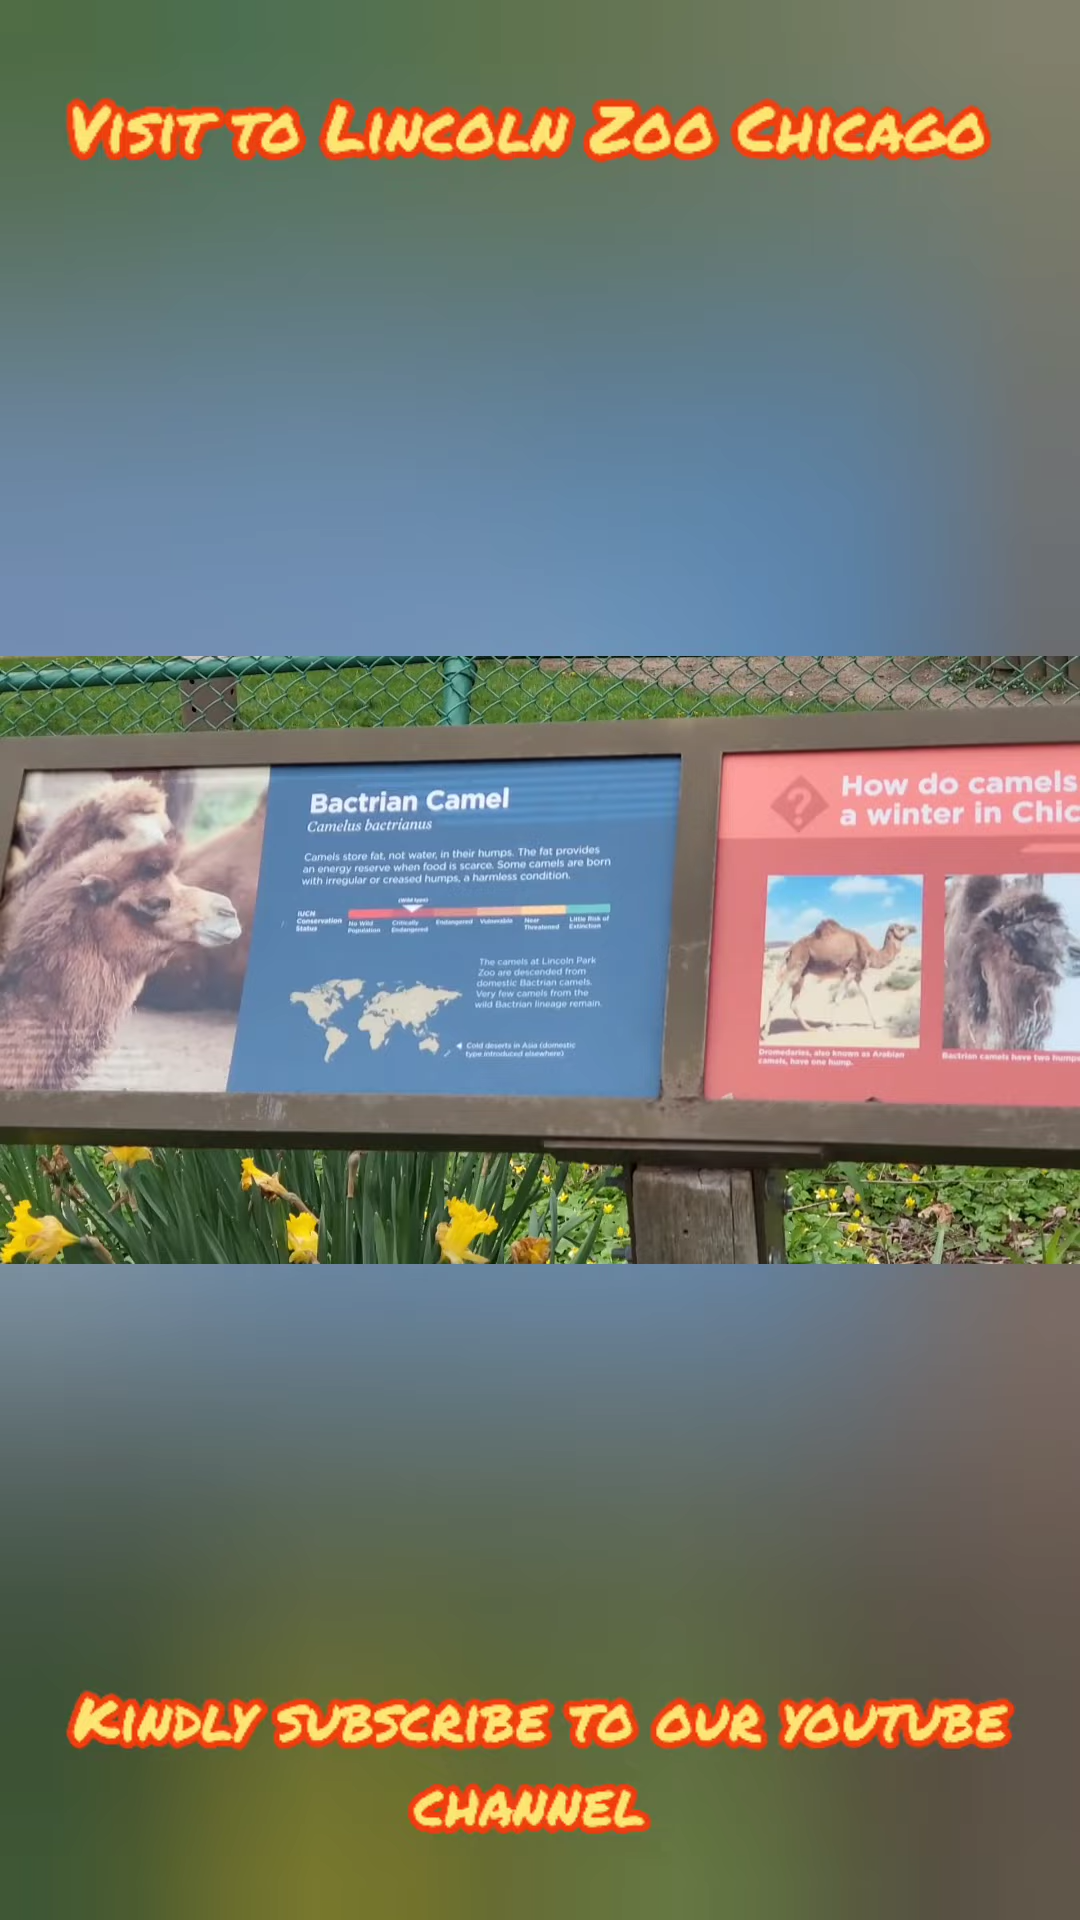 Visit to Lincoln Zoo Chicago
Bactrian Camel
Camelus bactrianus
Camels store fat, not water, in their humps. The fat provides
an energy reserve when food is scarce. Some camels are born
with irregular or creased humps, a harmless condition.
(Wild type)
IUCN
Conservation
Status
No Wild
Population
Critically
Endangered
Endangered
Vulnerable
Near
Threatened
Little Risk of
Extinction
The camels at Lincoln Park
Zoo are descended from
domestic Bactrian camels.
Very few camels from the
wild Bactrian lineage remain.
Cold deserts in Asia (domestic
type introduced elsewhere)
?
How do camels
a winter in Chic
Dromedaries, also known as Arabian
camels, have one hump.
Bactrian camels have two humps
Kindly subscribe to our youtube
channel